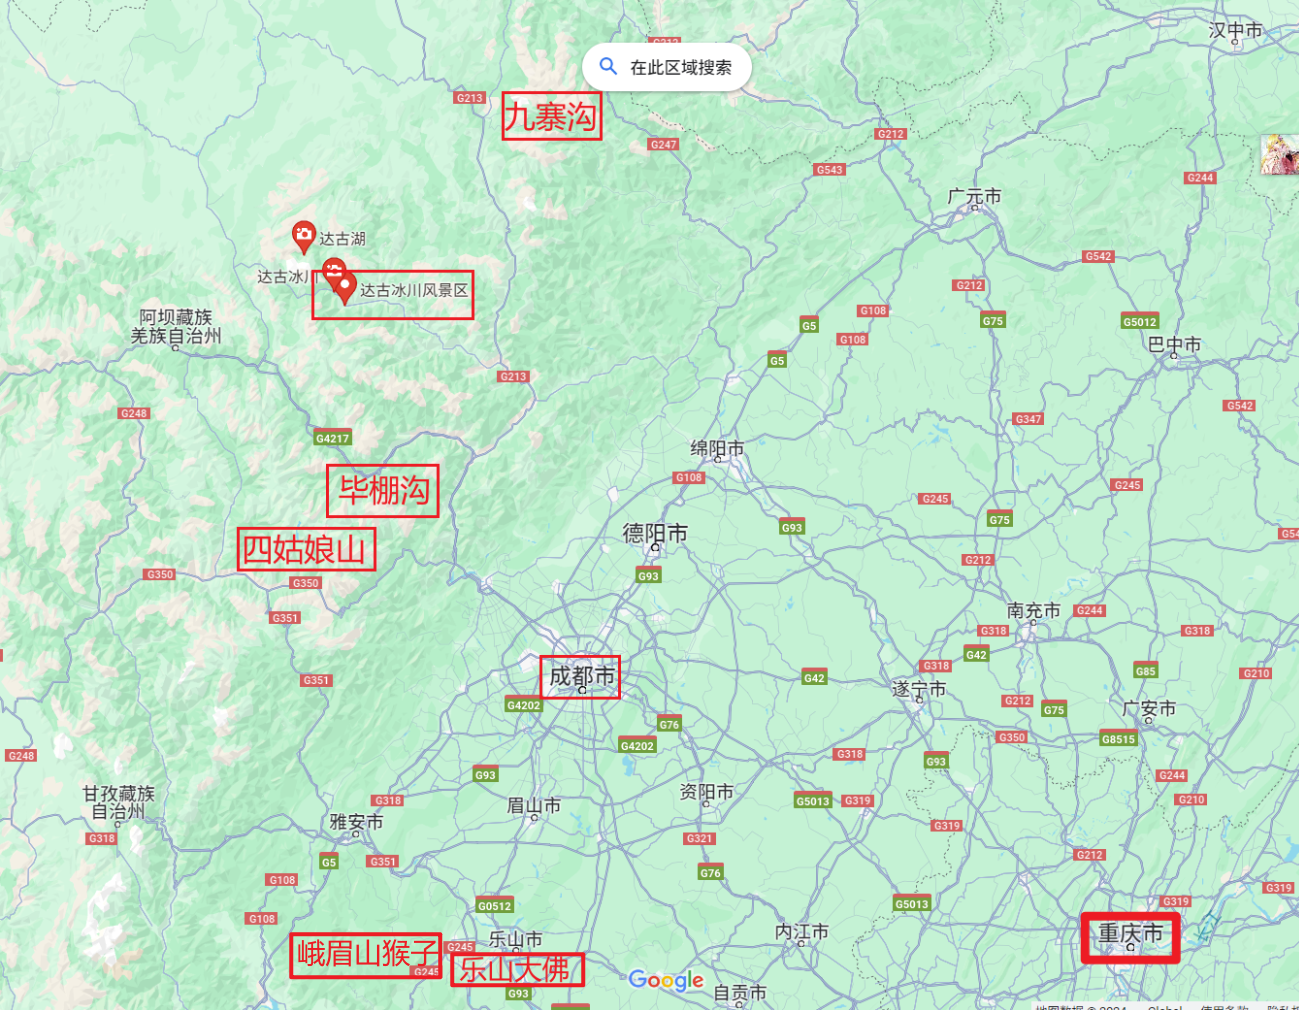 汉中市
G212
在此区域搜索
G213
九寨沟
G212
G247
G543
G244
广元市
达古湖
G542
达古冰川
达古冰川风景区
G212
阿坝藏族
羌族自治州
G108
G5
G75
G5012
G108
巴中市
G5
G213
G248
G542
G347
G4217
绵阳市
G108
毕棚沟
G245
G245
G75
德阳市
G93
四姑娘山
G212
G350
G350
G93
G351
南充市
G244
G318
G318
G42
G318
G85
G210
成都市
G42
G351
遂宁市
G212
G75
广安市
G4202
G76
G350
G8515
G4202
G318
G248
G93
G93
G244
甘孜藏族
自治州
资阳市
G318
G5013
G319
G210
眉山市
雅安市
G319
G318
G321
G212
G5
G351
G76
G108
G319
G0512
G5013
G319
G108
重庆市
内江市
乐山市
峨眉山猴子
G245
G245
乐山大佛
Google
G93
自贡市